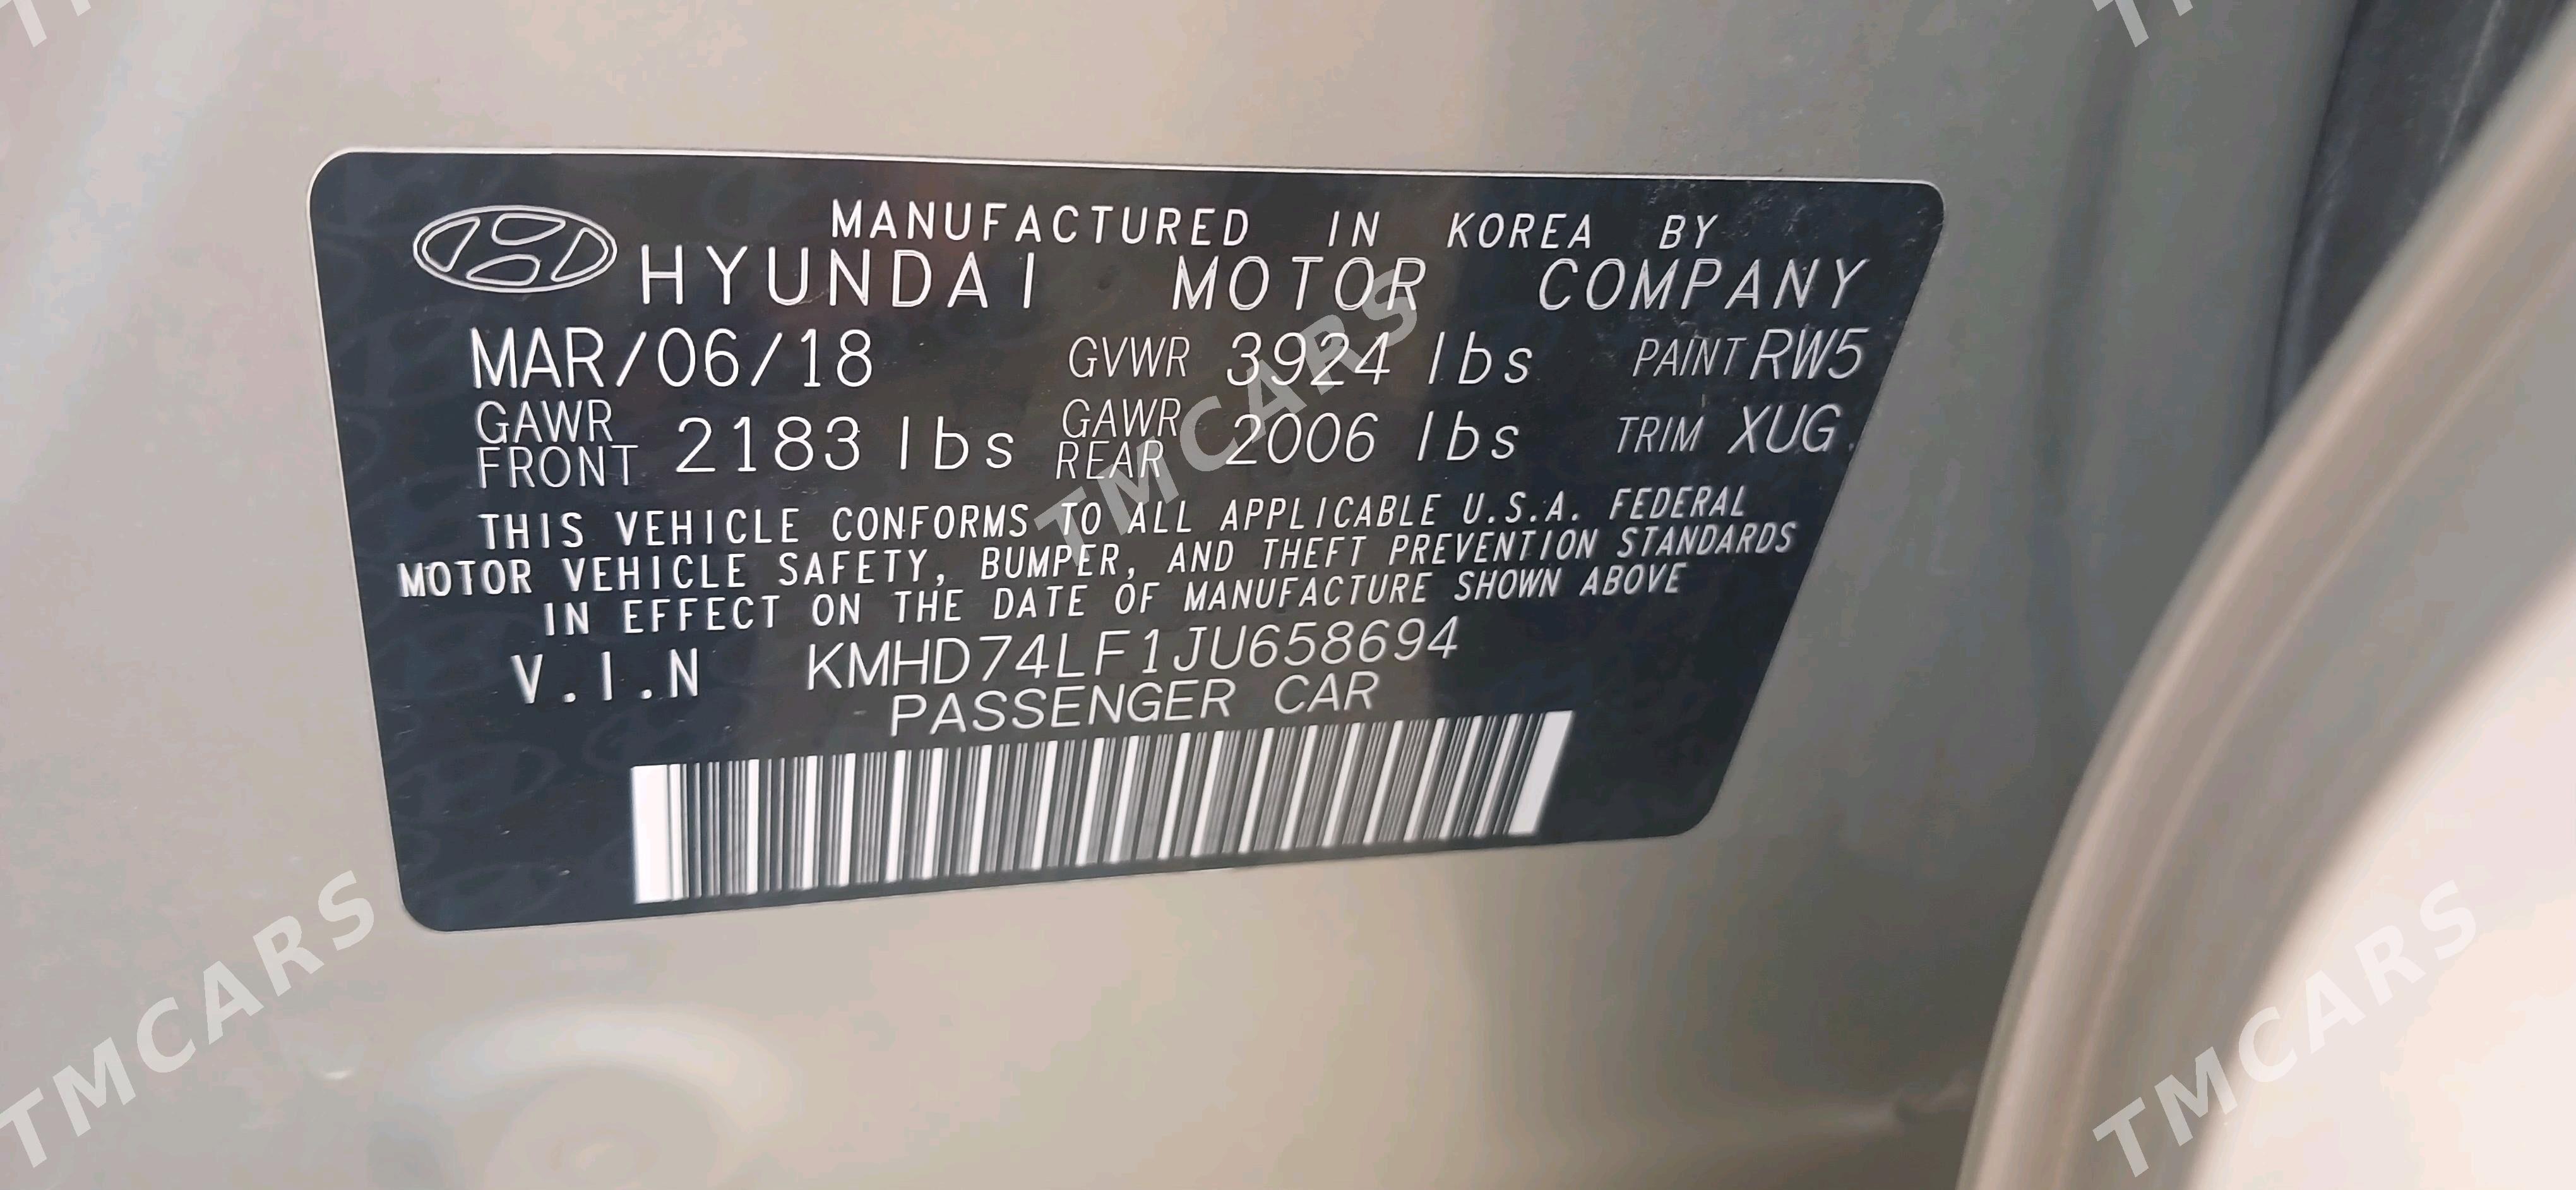 MANUFACTURED IN KOREA BY
HYUNDAI MOTOR COMPANY
MAR/06/18 GVWR 3924 lbs PAINT RW5
GAWR FRONT 2183 lbs GAWR REAR 2006 lbs TRIM XUG
THIS VEHICLE CONFORMS TO ALL APPLICABLE U.S.A. FEDERAL
MOTOR VEHICLE SAFETY, BUMPER, AND THEFT PREVENTION STANDARDS
IN EFFECT ON THE DATE OF MANUFACTURE SHOWN ABOVE
V.I.N KMHD74LF1JU658694
PASSENGER CAR
TMCARS
TMCARS
TMCARS